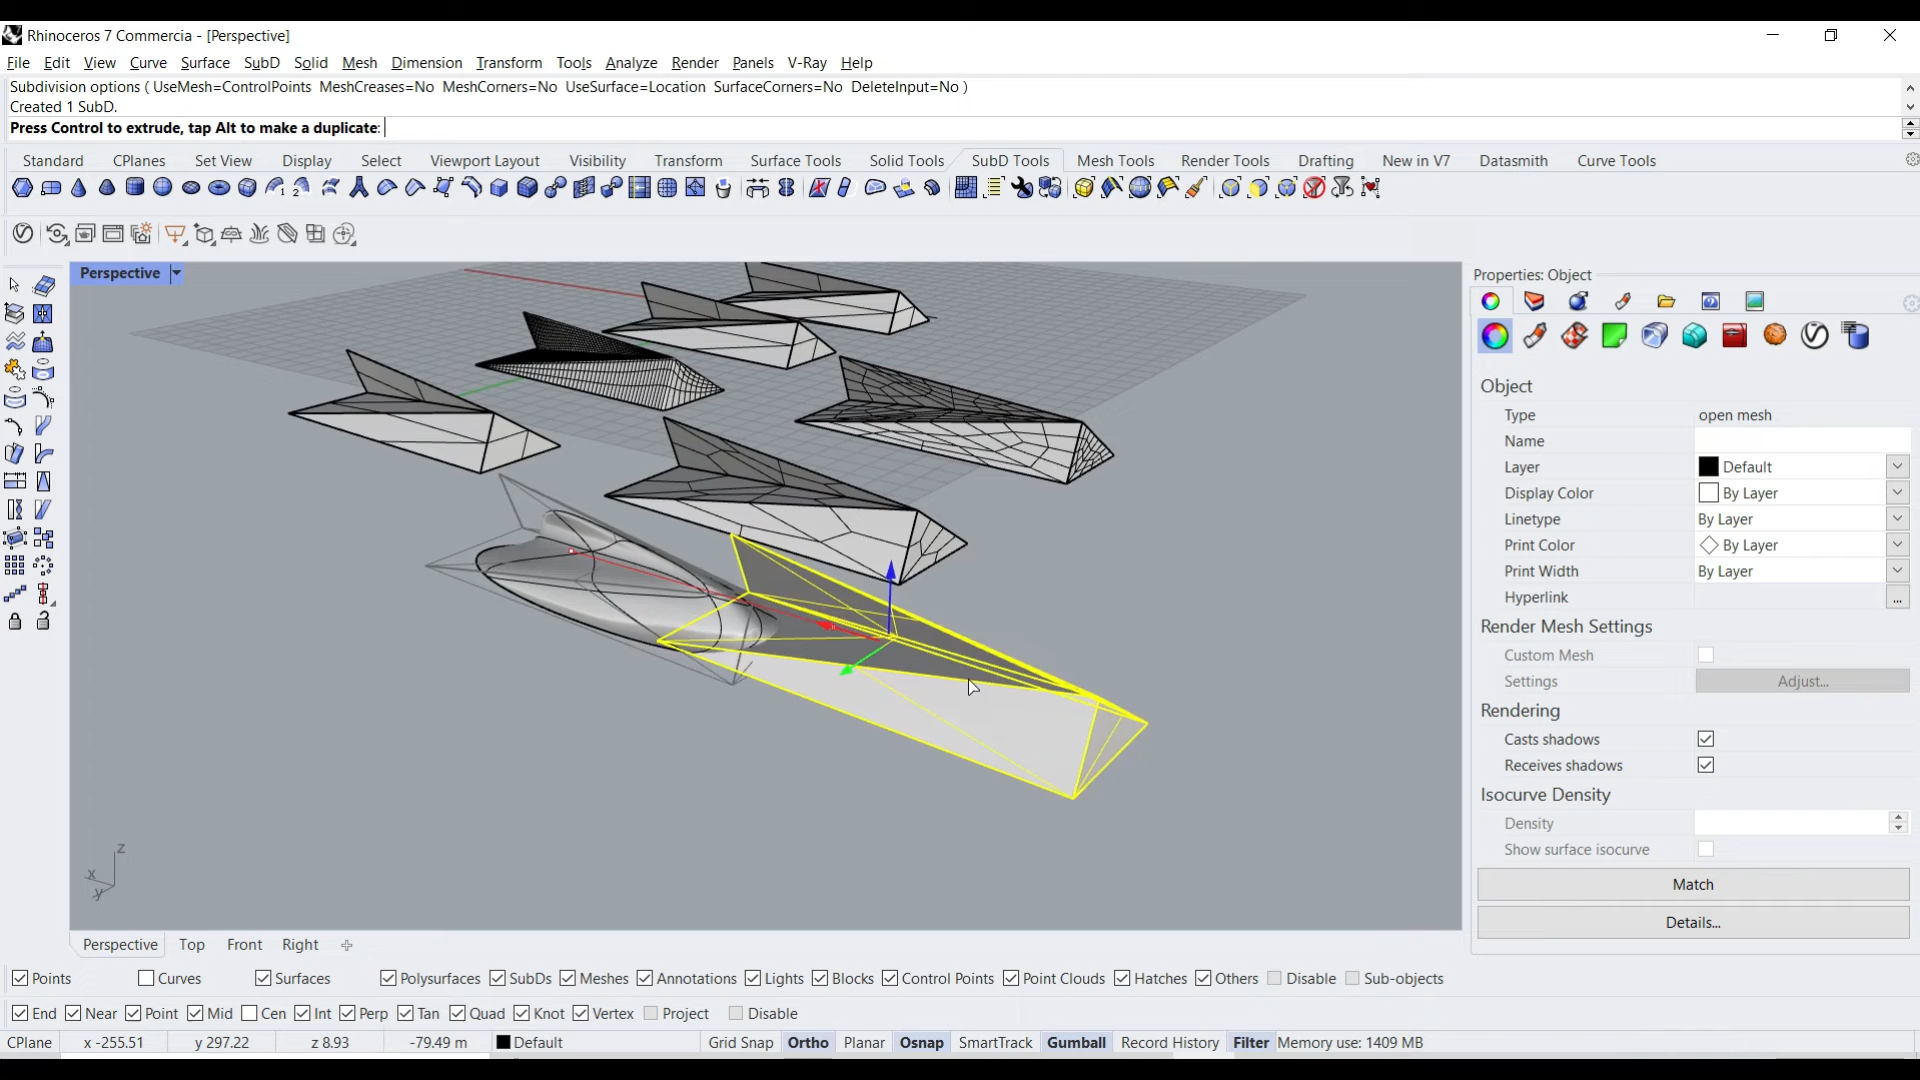 Rhinoceros 7 Commercia - [Perspective]
File Edit View Curve Surface SubD Solid Mesh Dimension Transform Tools Analyze Render Panels V-Ray Help
Subdivision options ( UseMesh=ControlPoints MeshCreases=No MeshCorners=No UseSurface=Location SurfaceCorners=No DeleteInput=No )
Created 1 SubD.
Press Control to extrude, tap Alt to make a duplicate:
Standard CPlanes Set View Display Select Viewport Layout Visibility Transform Surface Tools Solid Tools SubD Tools Mesh Tools Render Tools Drafting New in V7 Datasmith Curve Tools
Perspective
Properties: Object
Object
Type open mesh
Name
Layer Default
Display Color By Layer
Linetype By Layer
Print Color By Layer
Print Width By Layer
Hyperlink ...
Render Mesh Settings
Custom Mesh
Settings Adjust...
Rendering
Casts shadows
Receives shadows
Isocurve Density
Density
Show surface isocurve
Match
Details...
z
x
y
Perspective Top Front Right
Points Curves Surfaces Polysurfaces SubDs Meshes Annotations Lights Blocks Control Points Point Clouds Hatches Others Disable Sub-objects
End Near Point Mid Cen Int Perp Tan Quad Knot Vertex Project Disable
CPlane x -255.51 y 297.22 z 8.93 -79.49 m Default Grid Snap Ortho Planar Osnap SmartTrack Gumball Record History Filter Memory use: 1409 MB